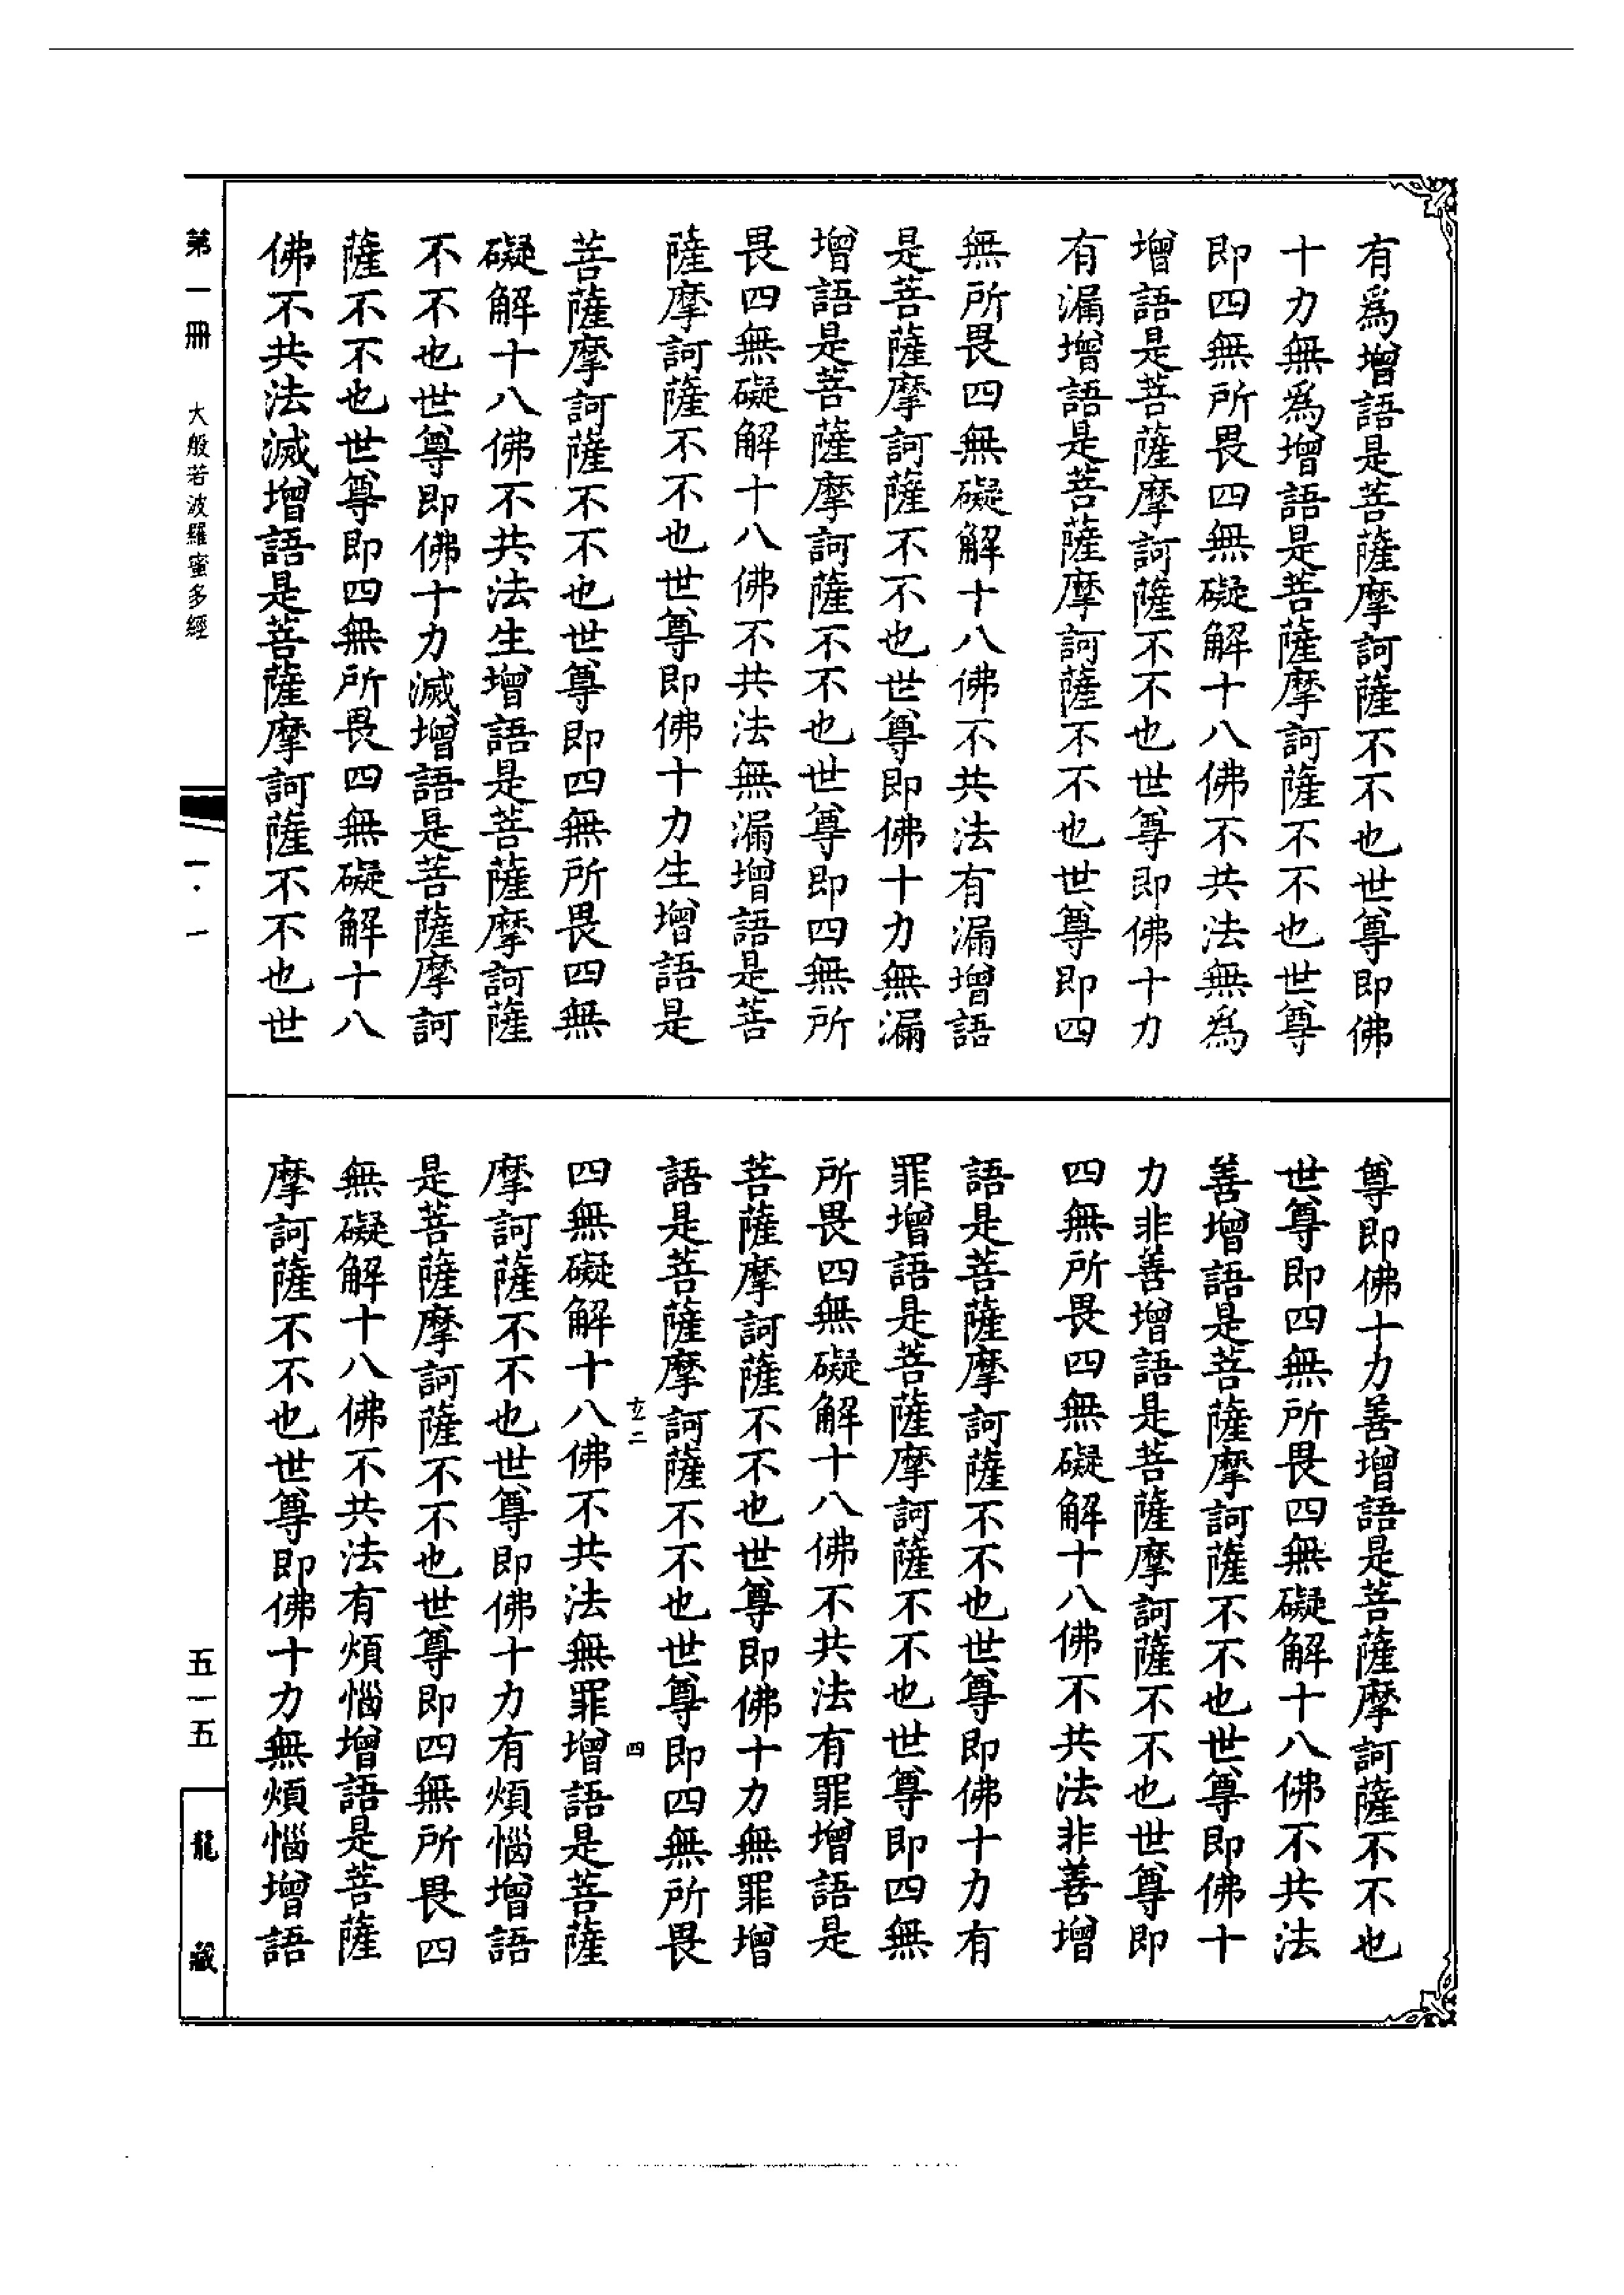 有爲增語是菩薩摩訶薩不不也世尊即佛
十力無爲增語是菩薩摩訶薩不不也世尊
即四無所畏四無礙解十八佛不共法無爲
增語是菩薩摩訶薩不不也世尊即佛十力
有漏增語是菩薩摩訶薩不不也世尊即四
無所畏四無礙解十八佛不共法有漏增語
是菩薩摩訶薩不不也世尊即佛十力無漏
增語是菩薩摩訶薩不不也世尊即四無所
畏四無礙解十八佛不共法無漏增語是菩
薩摩訶薩不不也世尊即佛十力生增語是
菩薩摩訶薩不不也世尊即四無所畏四無
礙解十八佛不共法生增語是菩薩摩訶薩
不不也世尊即佛十力滅增語是菩薩摩訶
薩不不也世尊即四無所畏四無礙解十八
佛不共法滅增語是菩薩摩訶薩不不也世
尊即佛十力善增語是菩薩摩訶薩不不也
世尊即四無所畏四無礙解十八佛不共法
善增語是菩薩摩訶薩不不也世尊即佛十
力非善增語是菩薩摩訶薩不不也世尊即
四無所畏四無礙解十八佛不共法非善增
語是菩薩摩訶薩不不也世尊即佛十力有
罪增語是菩薩摩訶薩不不也世尊即四無
所畏四無礙解十八佛不共法有罪增語是
菩薩摩訶薩不不也世尊即佛十力無罪增
語是菩薩摩訶薩不不也世尊即四無所畏
玄二 四
四無礙解十八佛不共法無罪增語是菩薩
摩訶薩不不也世尊即佛十力有煩惱增語
是菩薩摩訶薩不不也世尊即四無所畏四
無礙解十八佛不共法有煩惱增語是菩薩
摩訶薩不不也世尊即佛十力無煩惱增語
第一冊 大般若波羅蜜多經 一·一 五一五 龍藏